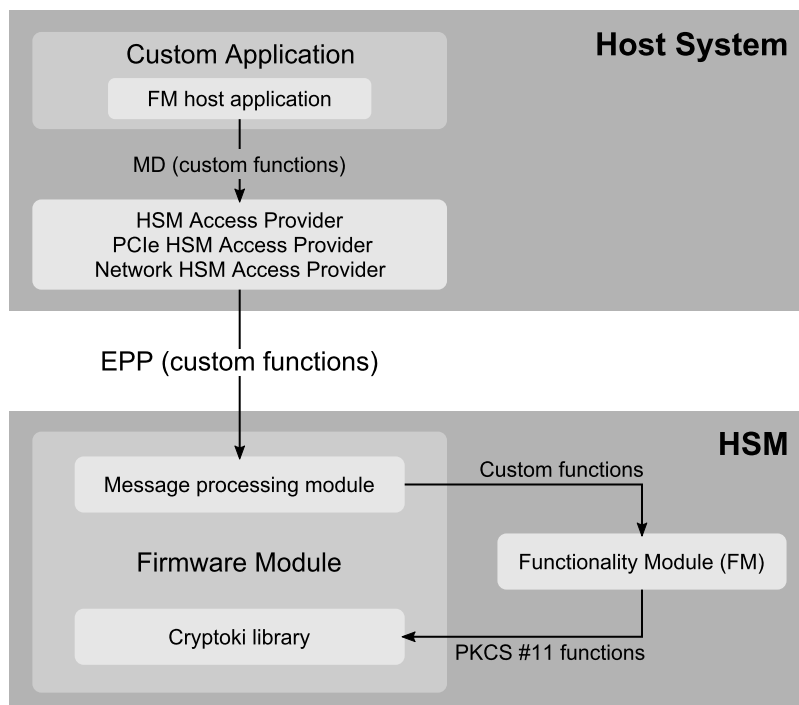 Host System
Custom Application
FM host application
MD (custom functions)
HSM Access Provider
PCIe HSM Access Provider
Network HSM Access Provider
EPP (custom functions)
HSM
Custom functions
Message processing module
Firmware Module
Functionality Module (FM)
Cryptoki library
PKCS #11 functions